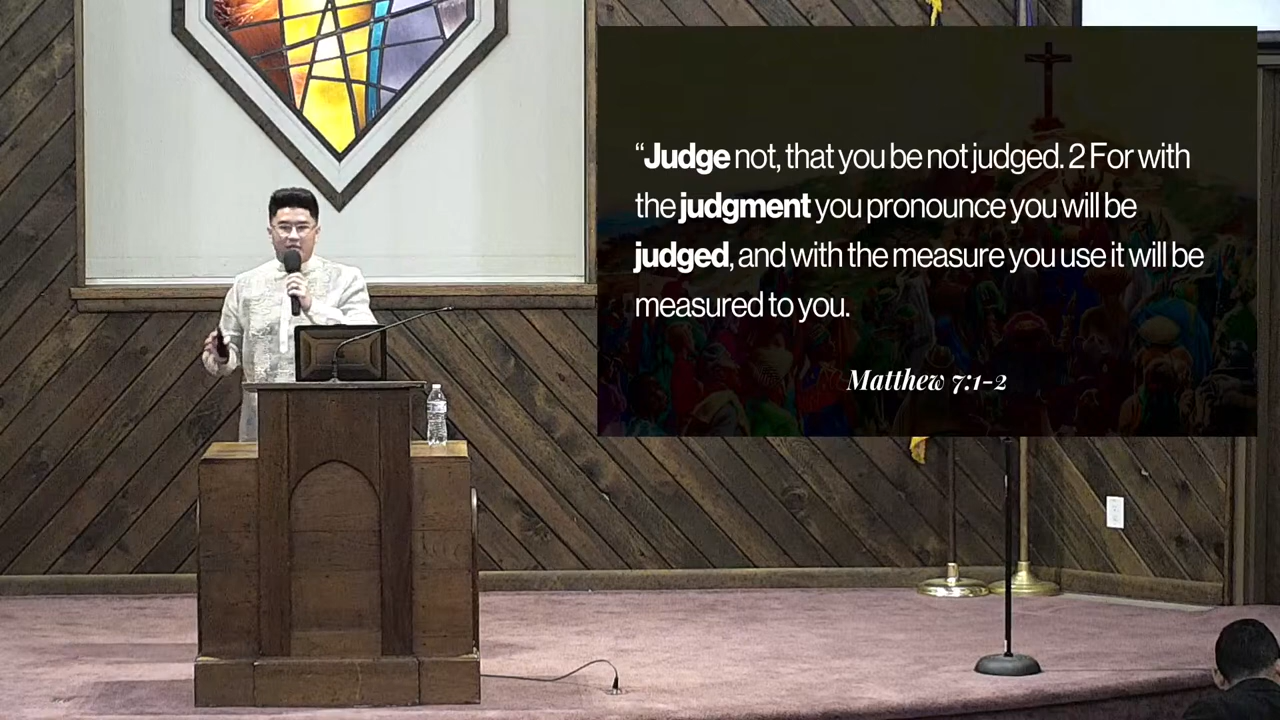 “Judge not, that you be not judged. 2 For with
the judgment you pronounce you will be
judged, and with the measure you use it will be
measured to you.
Matthew 7:1-2